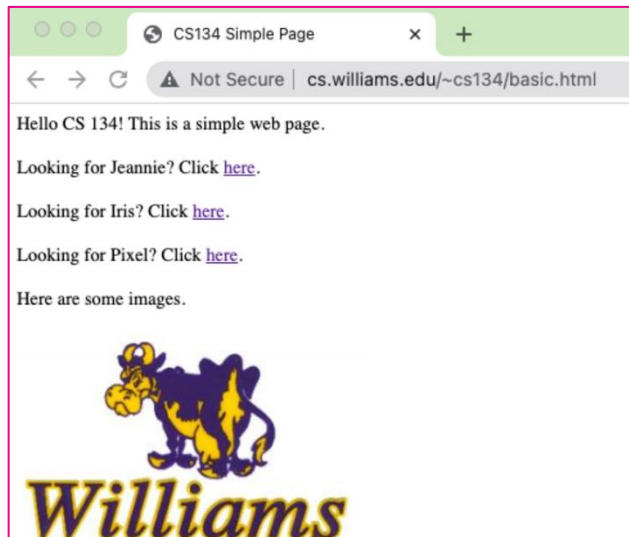 CS134 Simple Page
Not Secure | cs.williams.edu/~cs134/basic.html
Hello CS 134! This is a simple web page.
Looking for Jeannie? Click here.
Looking for Iris? Click here.
Looking for Pixel? Click here.
Here are some images.
Williams